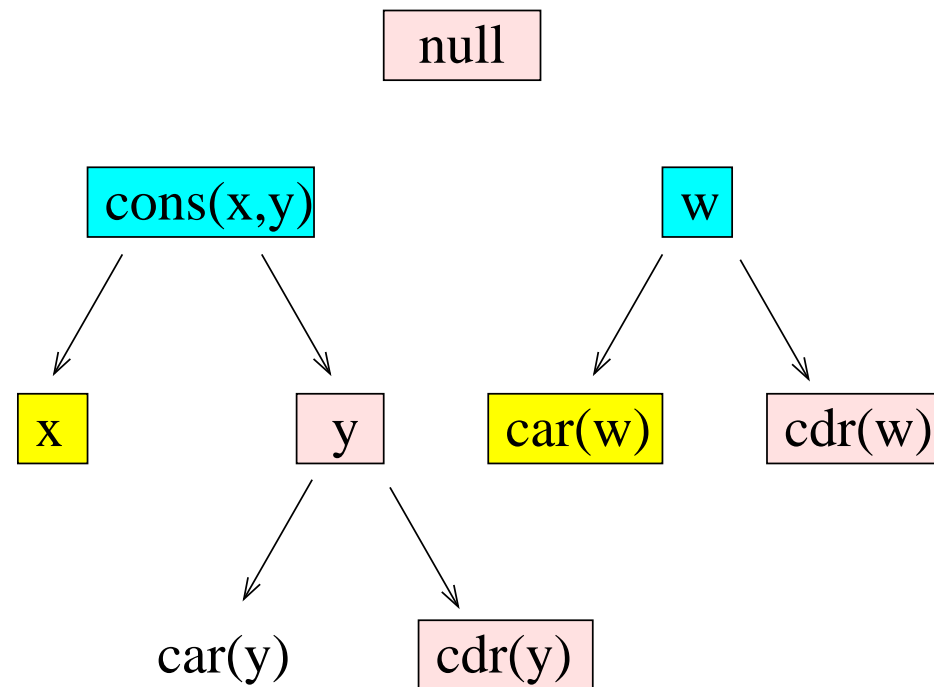 null
cons(x,y)
w
x
y
car(w)
cdr(w)
car(y)
cdr(y)